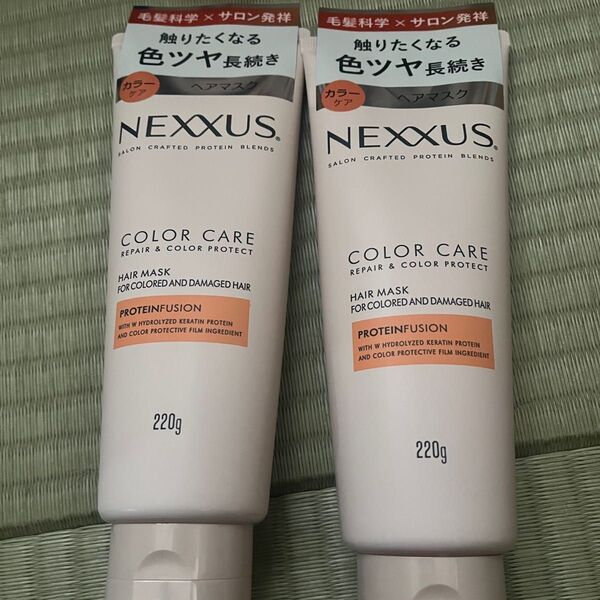 毛髪科学×サロン発祥
触りたくなる
色ツヤ長続き
カラー
ケア
ヘアマスク
NEXXUS®
SALON CRAFTED PROTEIN BLENDS
COLOR CARE
REPAIR & COLOR PROTECT
HAIR MASK
FOR COLORED AND DAMAGED HAIR
PROTEINFUSION
WITH W HYDROLYZED KERATIN PROTEIN
AND COLOR PROTECTIVE FILM INGREDIENT
220g
毛髪科学×サロン発祥
触りたくなる
色ツヤ長続き
カラー
ケア
ヘアマスク
NEXXUS®
SALON CRAFTED PROTEIN BLENDS
COLOR CARE
REPAIR & COLOR PROTECT
HAIR MASK
FOR COLORED AND DAMAGED HAIR
PROTEINFUSION
WITH W HYDROLYZED KERATIN PROTEIN
AND COLOR PROTECTIVE FILM INGREDIENT
220g